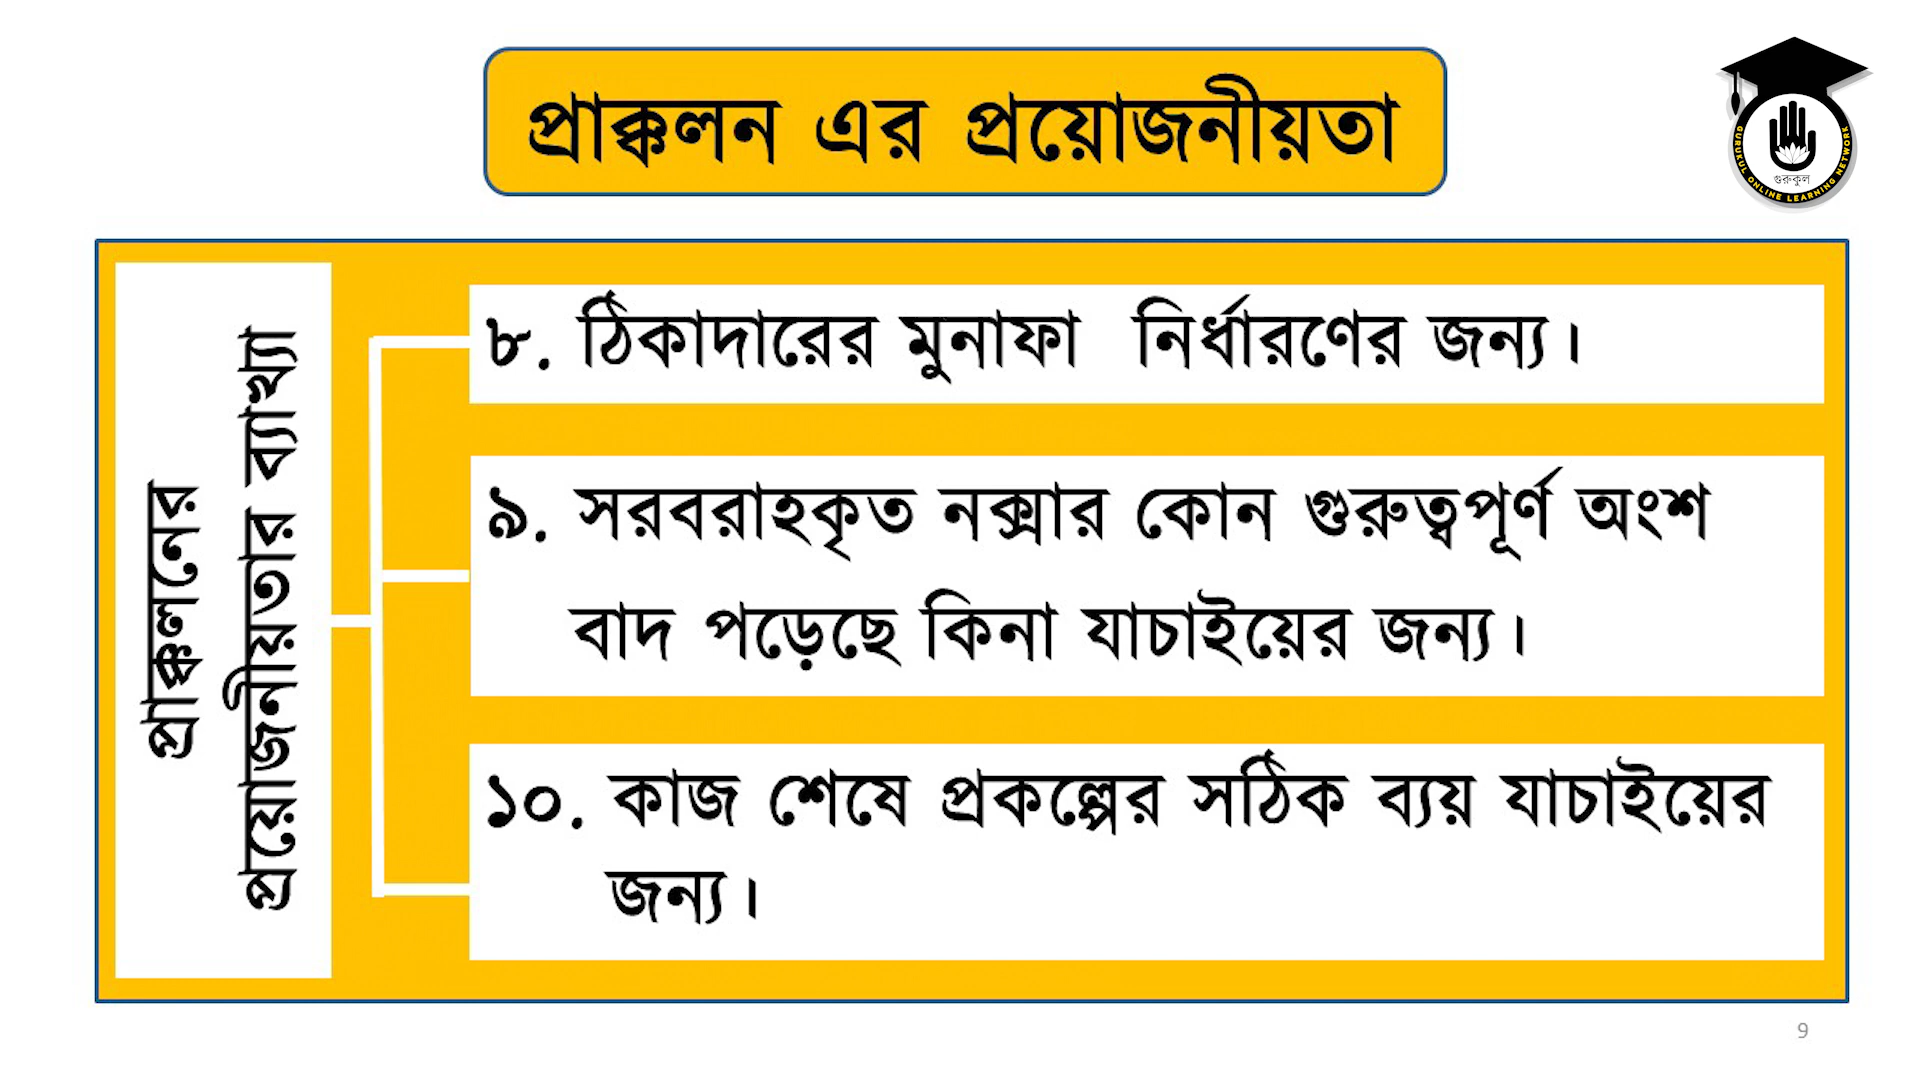 প্রাক্কলন এর প্রয়োজনীয়তা
GURUKUL ONLINE LEARNING NETWORK
গুরুকুল
প্রাক্কলনের
প্রয়োজনীয়তার ব্যাখ্যা
৮. ঠিকাদারের মুনাফা নির্ধারণের জন্য।
৯. সরবরাহকৃত নক্সার কোন গুরুত্বপূর্ণ অংশ
বাদ পড়েছে কিনা যাচাইয়ের জন্য।
১০. কাজ শেষে প্রকল্পের সঠিক ব্যয় যাচাইয়ের
জন্য।
9